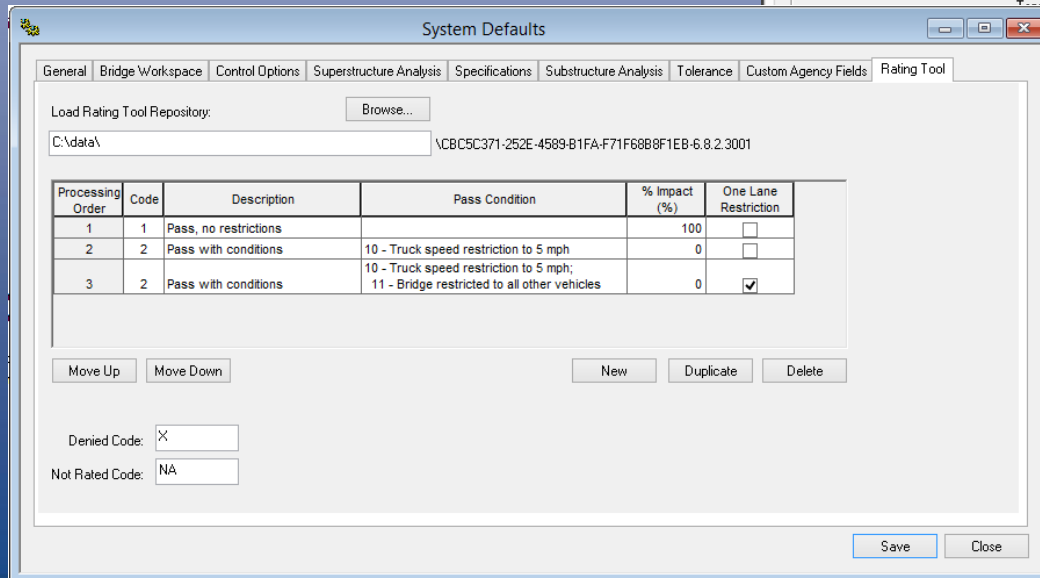 System Defaults
General Bridge Workspace Control Options Superstructure Analysis Specifications Substructure Analysis Tolerance Custom Agency Fields Rating Tool
Load Rating Tool Repository: Browse...
C:\data\ \CBC5C371-252E-4589-B1FA-F71F68B8F1EB-6.8.2.3001
Processing Order Code Description Pass Condition % Impact (%) One Lane Restriction
1 1 Pass, no restrictions 100
2 2 Pass with conditions 10 - Truck speed restriction to 5 mph 0
3 2 Pass with conditions 10 - Truck speed restriction to 5 mph; 11 - Bridge restricted to all other vehicles 0
Move Up Move Down New Duplicate Delete
Denied Code: X
Not Rated Code: NA
Save Close